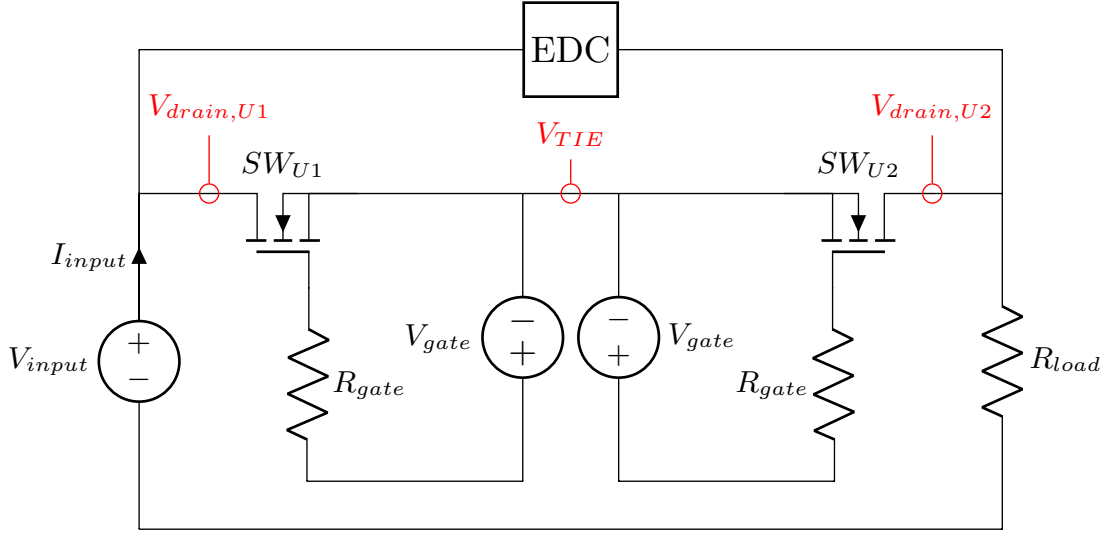 EDC
V_{drain,U1}
V_{TIE}
V_{drain,U2}
SW_{U1}
SW_{U2}
I_{input}
+
−
V_{input}
R_{gate}
V_{gate}
−
+
−
+
V_{gate}
R_{gate}
R_{load}